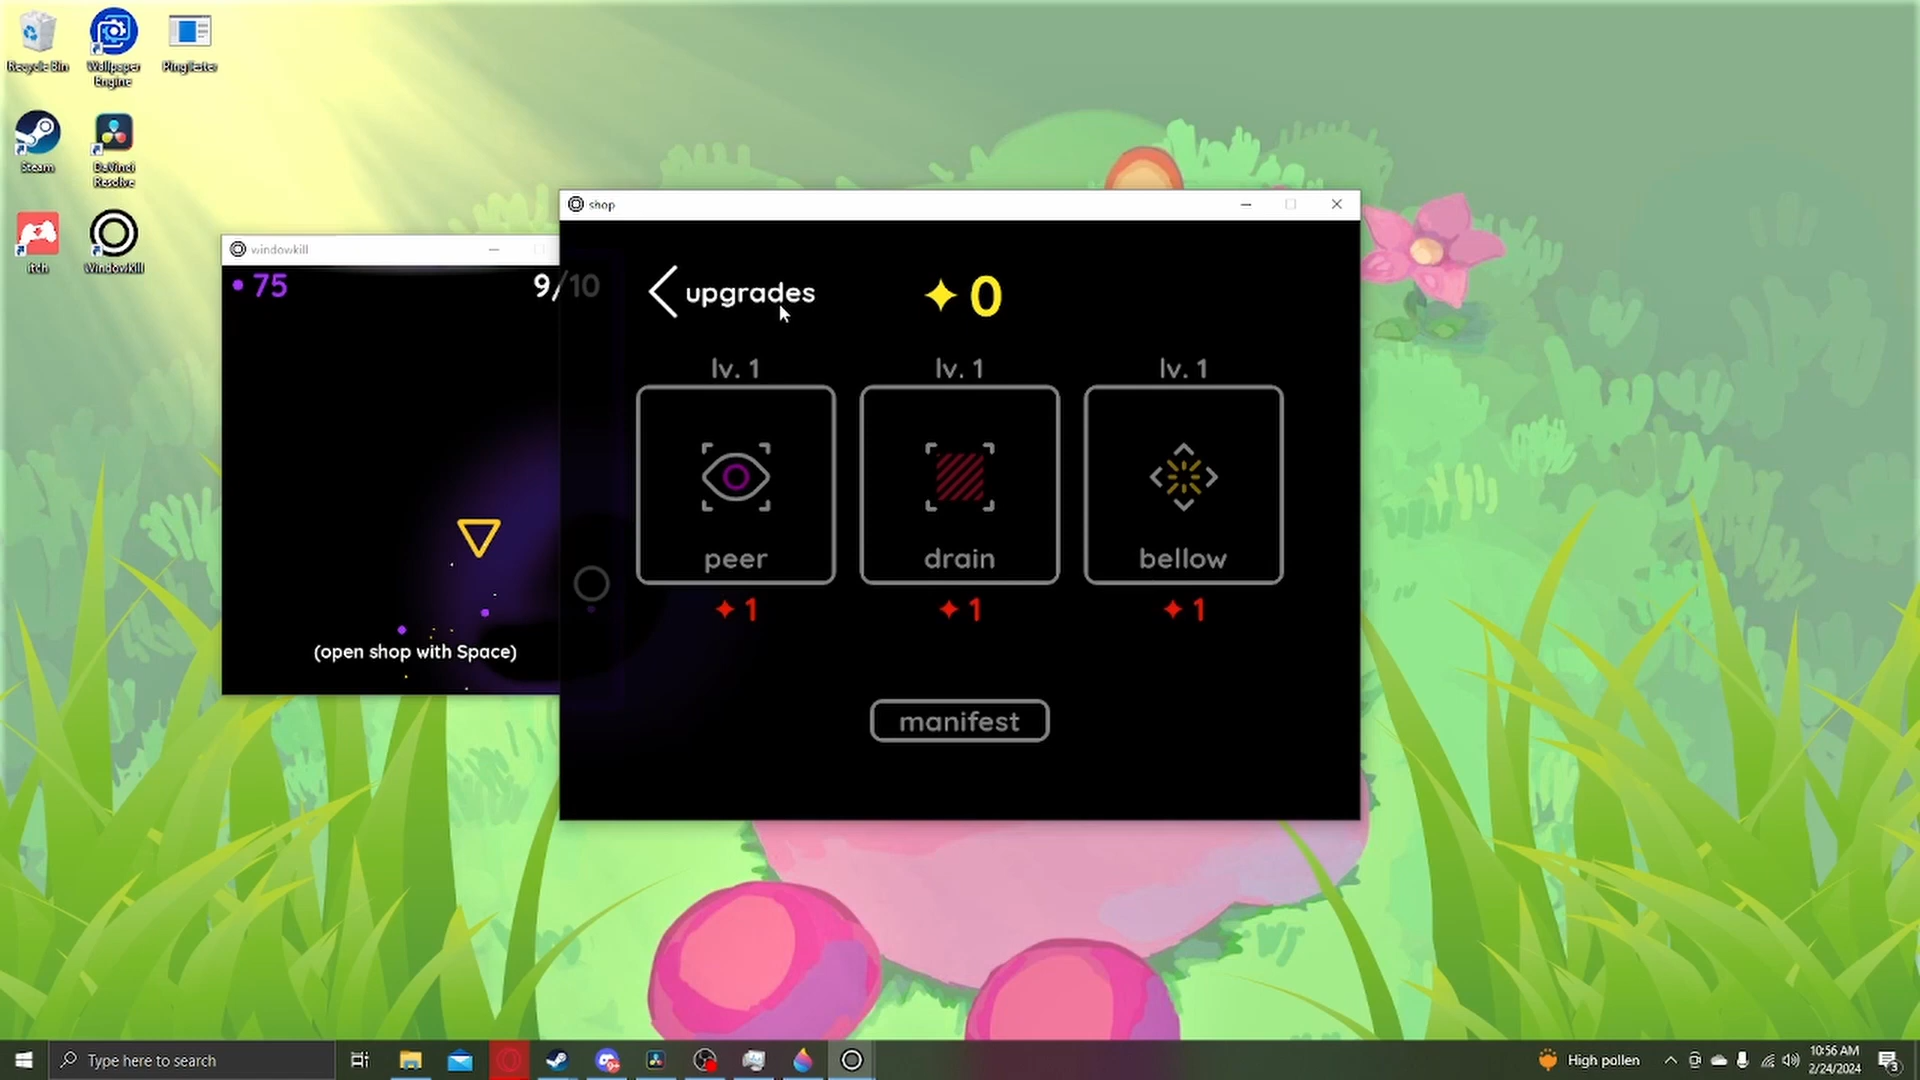 Recycle Bin
Wallpaper
Engine
PingTester
Steam
DaVinci
Resolve
itch
Windowkill
windowkill
75
9/10
(open shop with Space)
shop
upgrades
0
lv. 1
lv. 1
lv. 1
peer
drain
bellow
1
1
1
manifest
Type here to search
High pollen
10:56 AM
2/24/2024
3